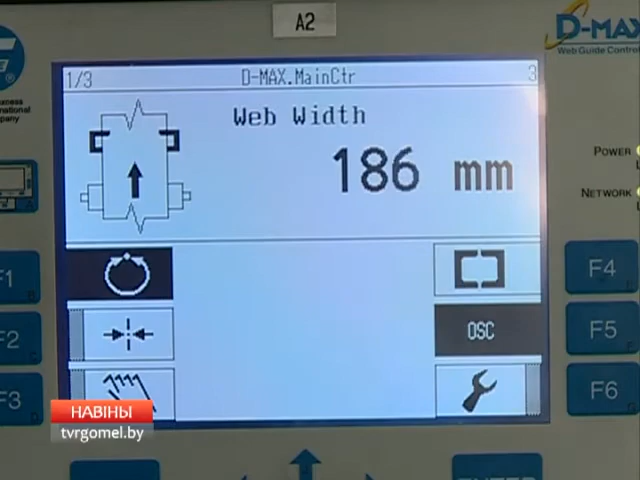 A2
D-MAX
Web Guide Control
1/3 D-MAX.MainCtr 3
Web Width
186 mm
POWER
NETWORK
F1
F4
OSC
F5
F2
F6
F3
НАВІНЫ
tvrgomel.by